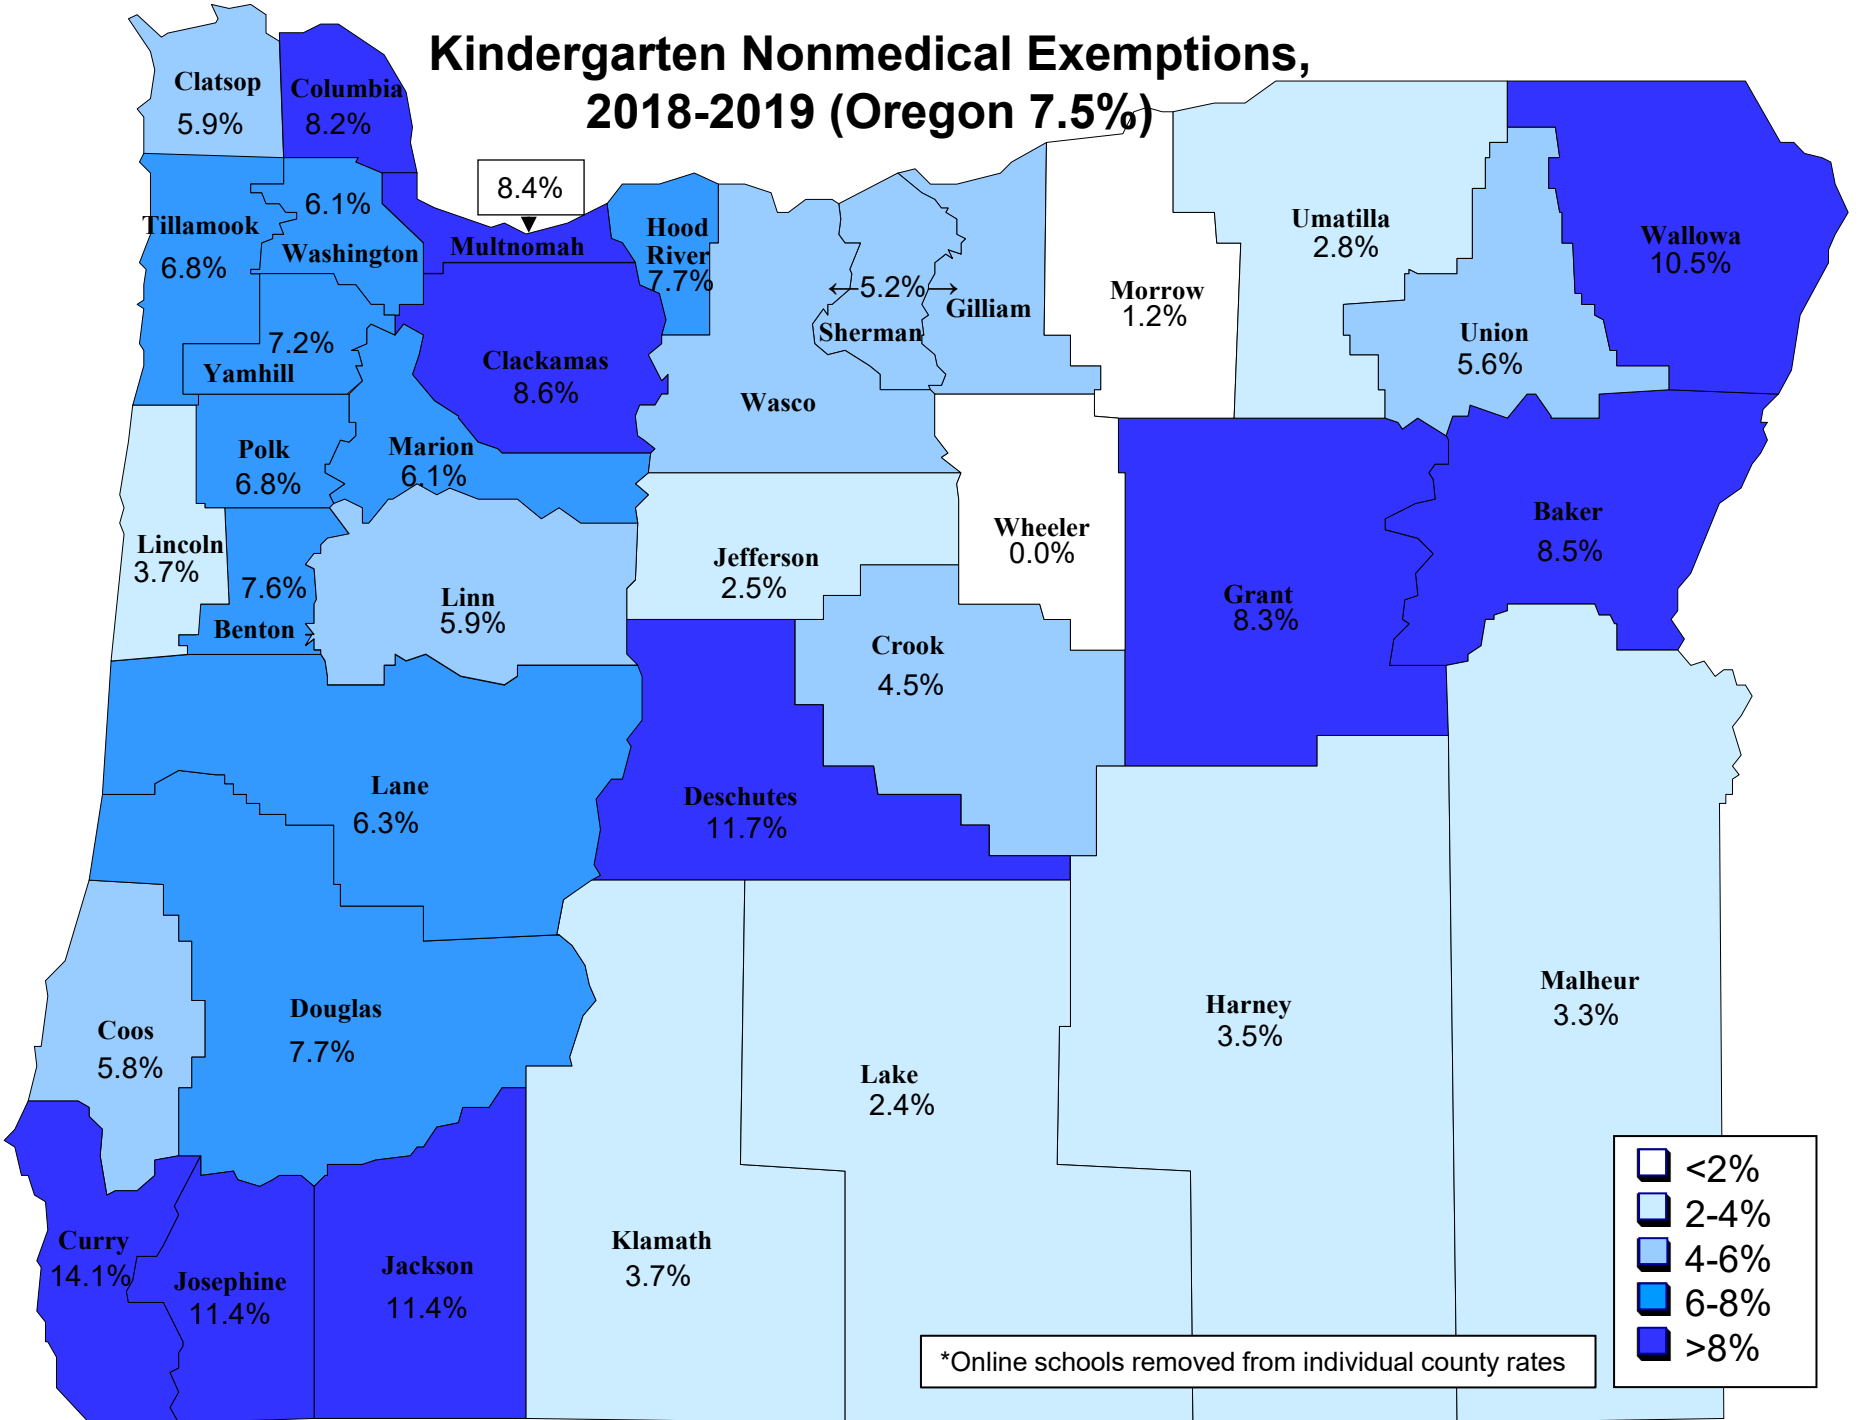 Kindergarten Nonmedical Exemptions,
2018-2019 (Oregon 7.5%)
Clatsop
5.9%
Columbia
8.2%
8.4%
Multnomah
6.1%
Washington
Tillamook
6.8%
Hood
River
7.7%
5.2%
Sherman
Gilliam
Wasco
Morrow
1.2%
Umatilla
2.8%
Wallowa
10.5%
Union
5.6%
7.2%
Yamhill
Clackamas
8.6%
Polk
6.8%
Marion
6.1%
Lincoln
3.7%
7.6%
Benton
Linn
5.9%
Jefferson
2.5%
Wheeler
0.0%
Grant
8.3%
Baker
8.5%
Crook
4.5%
Lane
6.3%
Deschutes
11.7%
Coos
5.8%
Douglas
7.7%
Lake
2.4%
Harney
3.5%
Malheur
3.3%
Curry
14.1%
Josephine
11.4%
Jackson
11.4%
Klamath
3.7%
<2%
2-4%
4-6%
6-8%
>8%
*Online schools removed from individual county rates